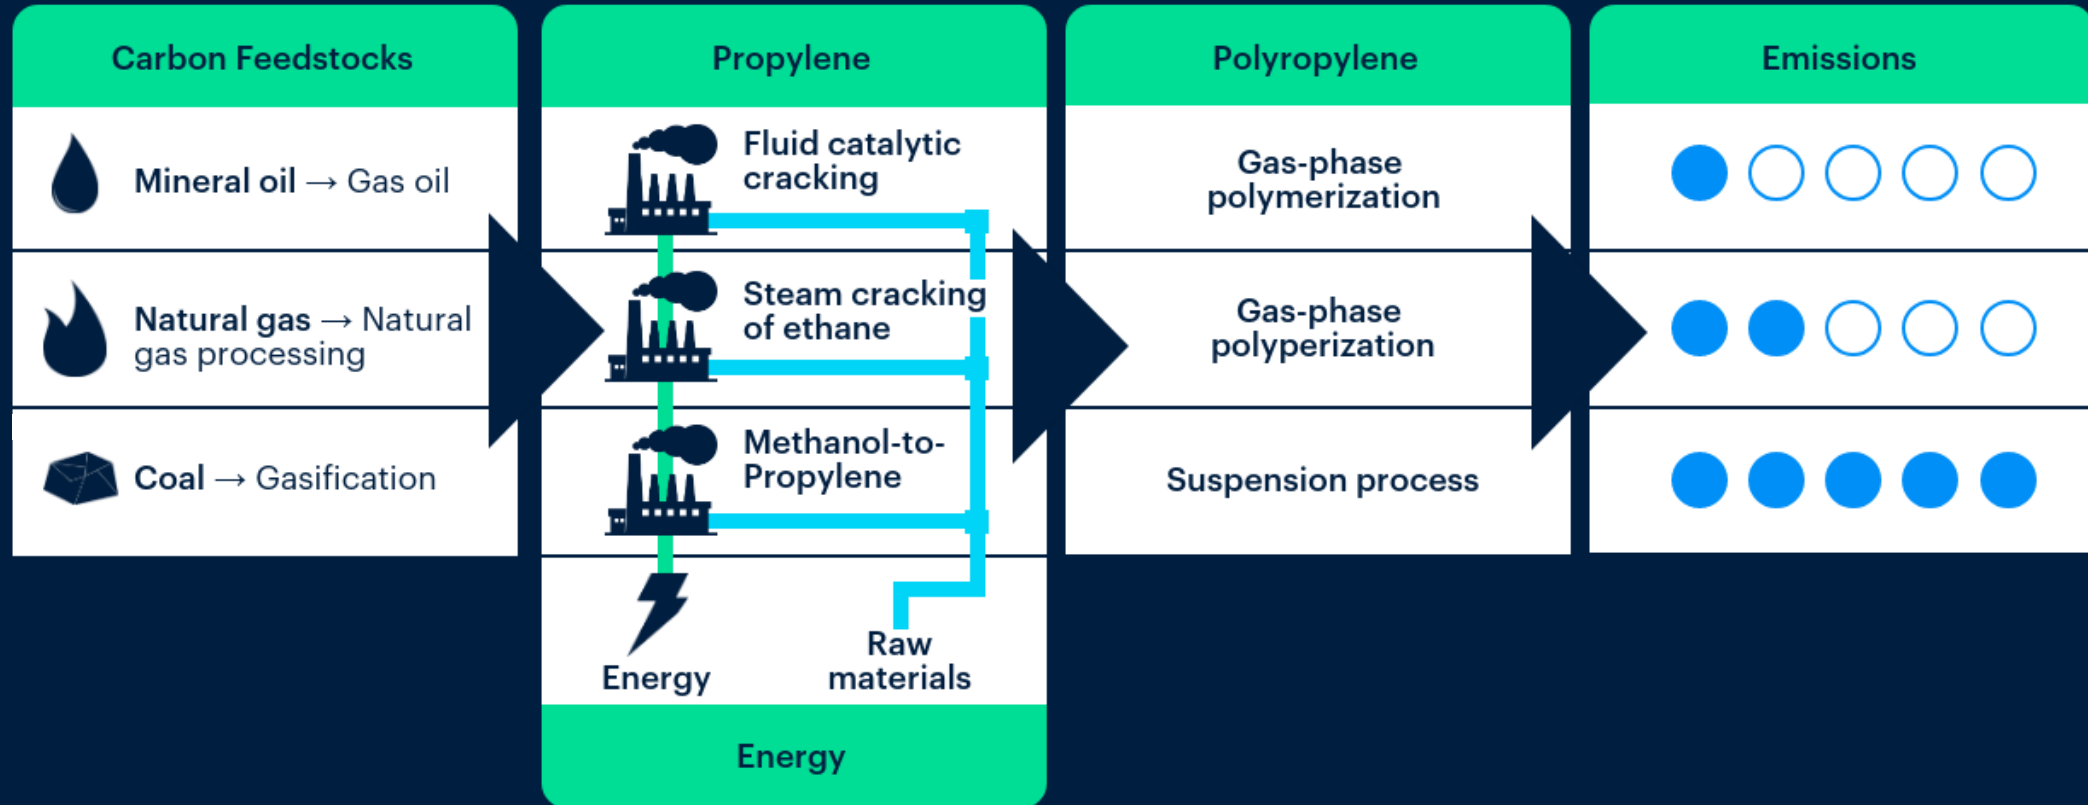 Carbon Feedstocks
Propylene
Polyropylene
Emissions
Mineral oil → Gas oil
Fluid catalytic
cracking
Gas-phase
polymerization
Natural gas → Natural
gas processing
Steam cracking
of ethane
Gas-phase
polyperization
Coal → Gasification
Methanol-to-
Propylene
Suspension process
Energy
Raw
materials
Energy